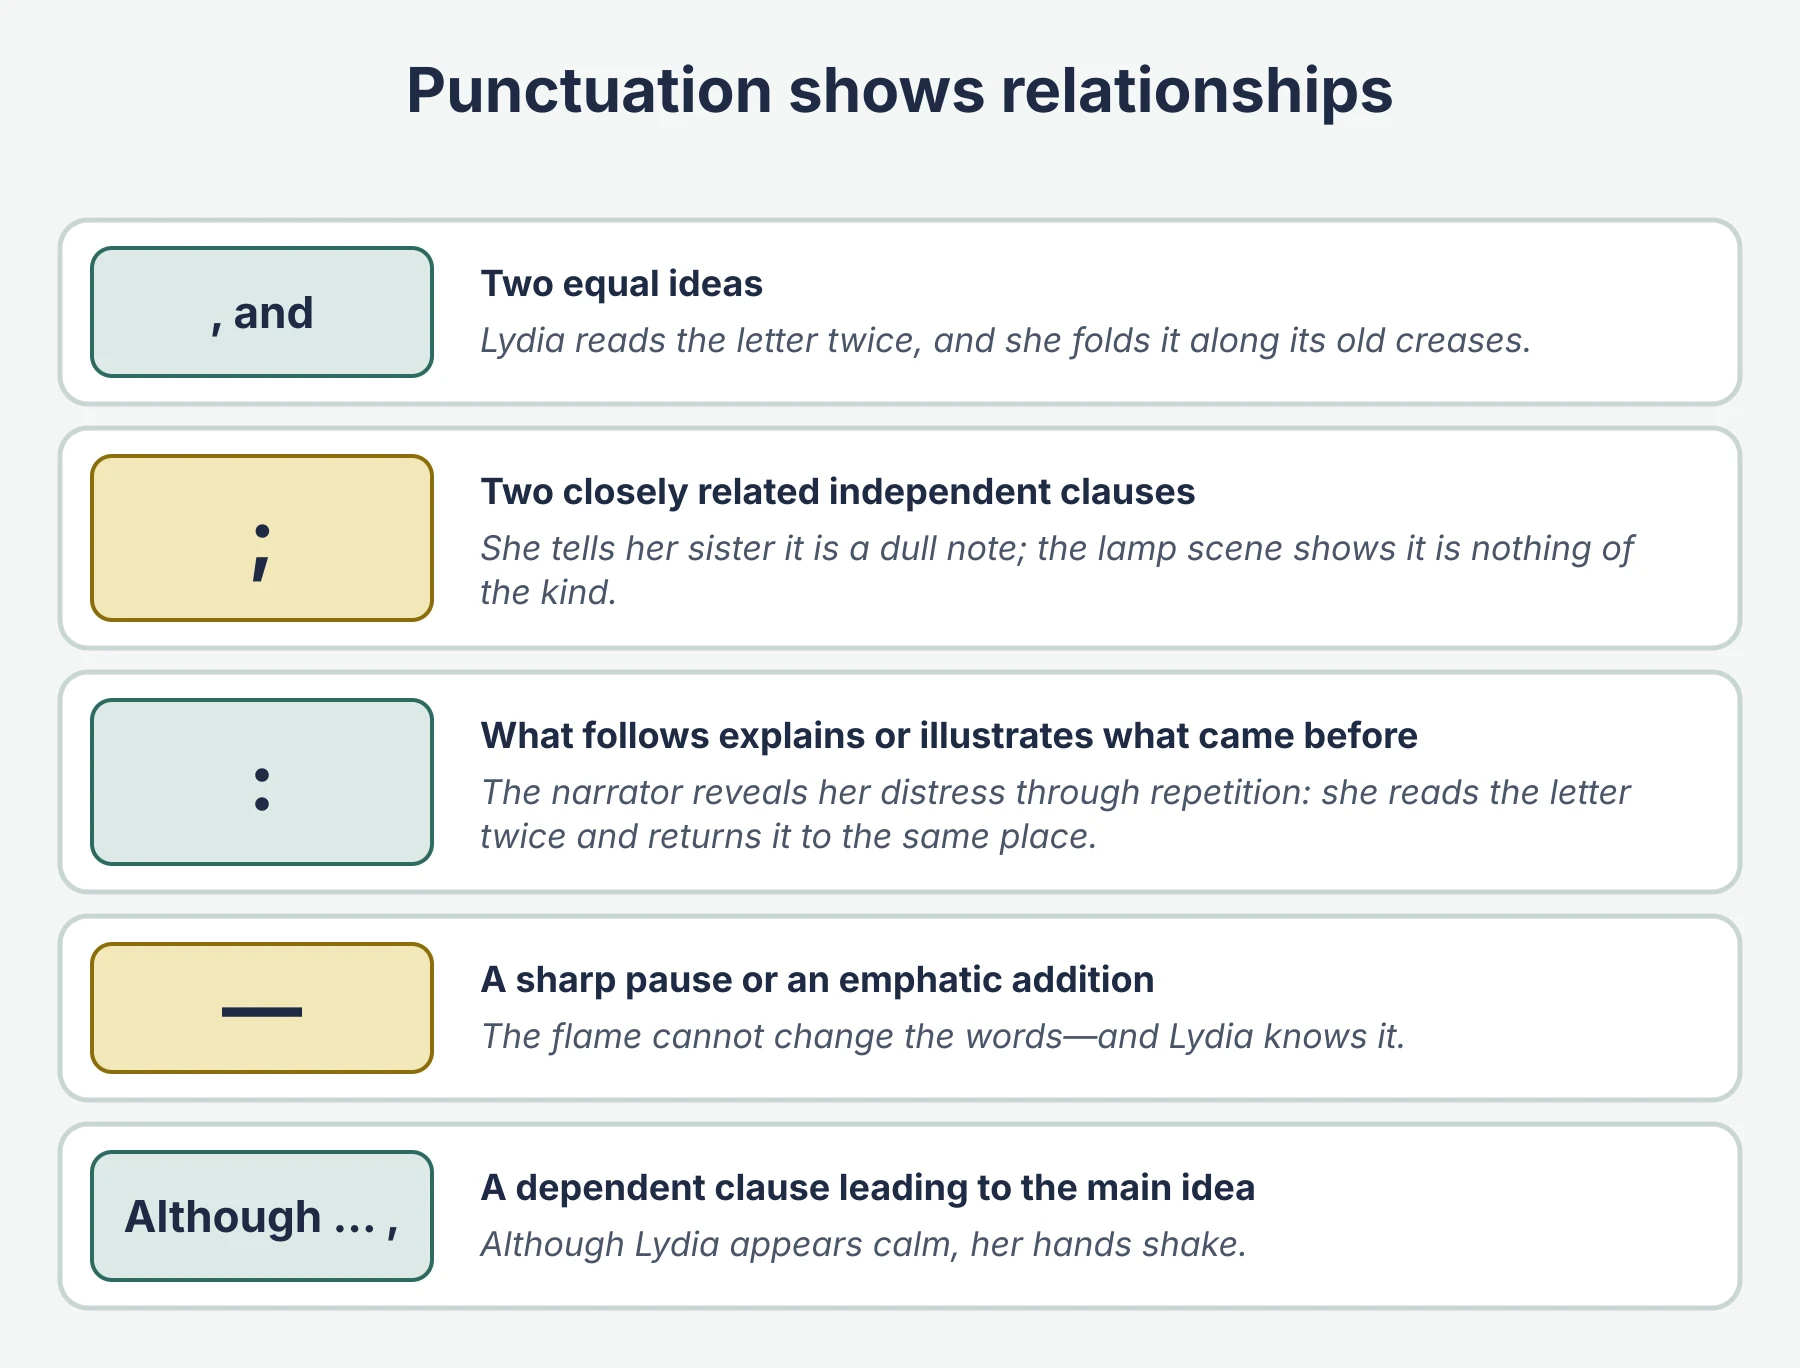 Punctuation shows relationships
, and
Two equal ideas
Lydia reads the letter twice, and she folds it along its old creases.
;
Two closely related independent clauses
She tells her sister it is a dull note; the lamp scene shows it is nothing of
the kind.
:
What follows explains or illustrates what came before
The narrator reveals her distress through repetition: she reads the letter
twice and returns it to the same place.
—
A sharp pause or an emphatic addition
The flame cannot change the words—and Lydia knows it.
Although … ,
A dependent clause leading to the main idea
Although Lydia appears calm, her hands shake.